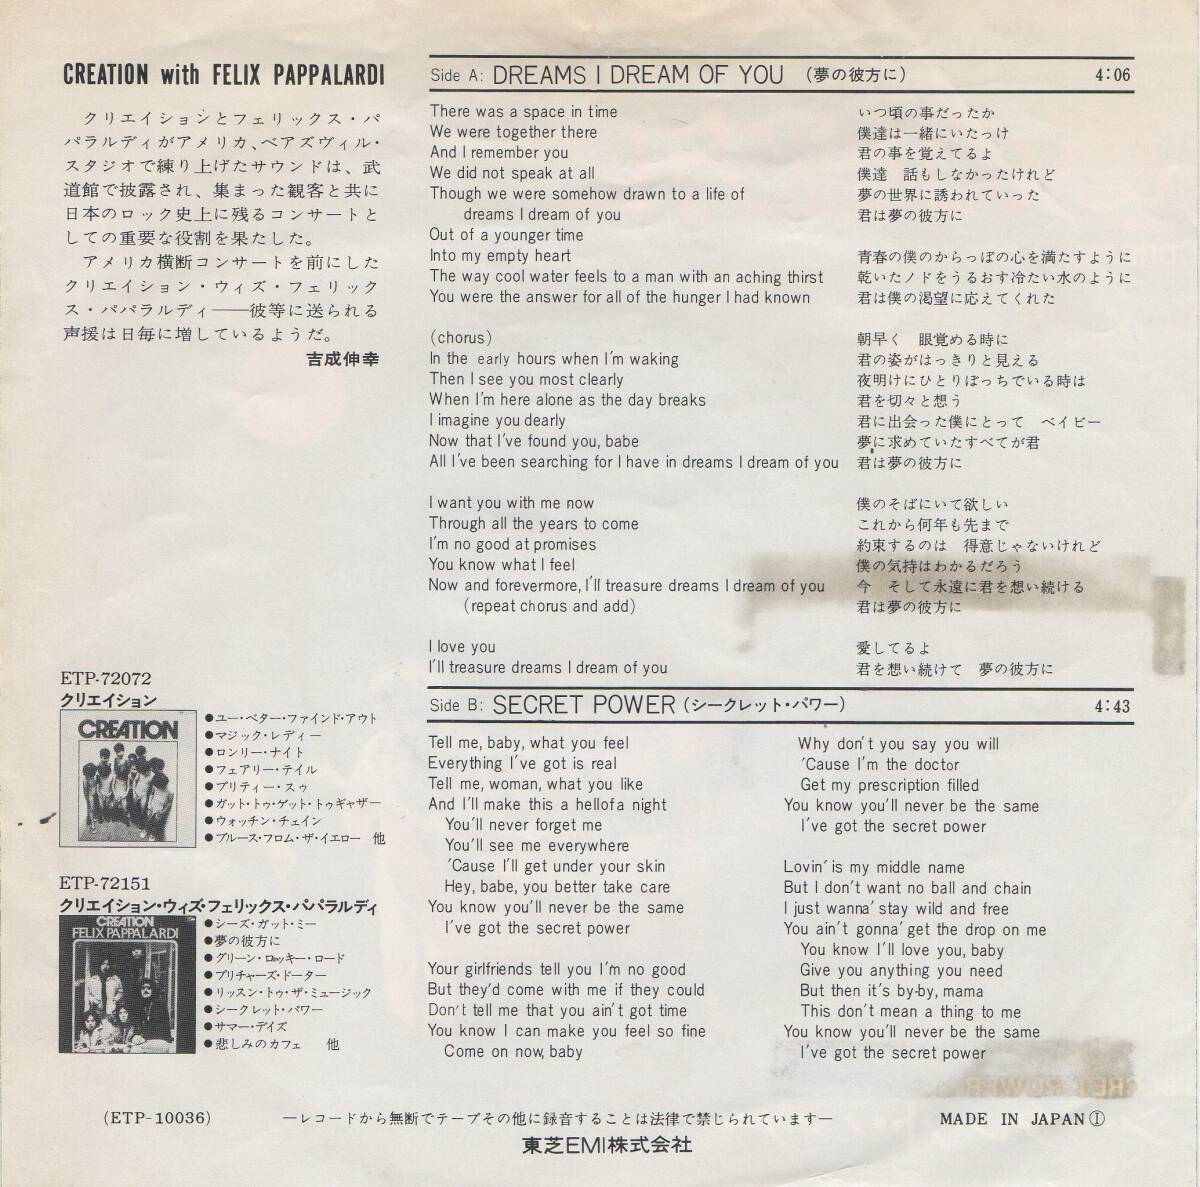 CREATION with FELIX PAPPALARDI
クリエイションとフェリックス・パ
パラルディがアメリカ、ベアズヴィル・
スタジオで練り上げたサウンドは、武
道館で披露され、集まった観客と共に
日本のロック史上に残るコンサートと
しての重要な役割を果たした。
アメリカ横断コンサートを前にした
クリエイション・ウィズ・フェリック
ス・パパラルディ——彼等に送られる
声援は日毎に増しているようだ。
吉成伸幸
Side A: DREAMS I DREAM OF YOU (夢の彼方に) 4:06
There was a space in time
We were together there
And I remember you
We did not speak at all
Though we were somehow drawn to a life of
dreams I dream of you
Out of a younger time
Into my empty heart
The way cool water feels to a man with an aching thirst
You were the answer for all of the hunger I had known
(chorus)
In the early hours when I'm waking
Then I see you most clearly
When I'm here alone as the day breaks
I imagine you dearly
Now that I've found you, babe
All I've been searching for I have in dreams I dream of you
I want you with me now
Through all the years to come
I'm no good at promises
You know what I feel
Now and forevermore, I'll treasure dreams I dream of you
(repeat chorus and add)
I love you
I'll treasure dreams I dream of you
いつ頃の事だったか
僕達は一緒にいたっけ
君の事を覚えてるよ
僕達 話もしなかったけれど
夢の世界に誘われていった
君は夢の彼方に
青春の僕のからっぽの心を満たすように
乾いたノドをうるおす冷たい水のように
君は僕の渇望に応えてくれた
朝早く 眼覚める時に
君の姿がはっきりと見える
夜明けにひとりぼっちでいる時は
君を切々と想う
君に出会った僕にとって ベイビー
夢に求めていたすべてが君
君は夢の彼方に
僕のそばにいて欲しい
これから何年も先まで
約束するのは 得意じゃないけれど
僕の気持はわかるだろう
今 そして永遠に君を想い続ける
君は夢の彼方に
愛してるよ
君を想い続けて 夢の彼方に
Side B: SECRET POWER (シークレット・パワー) 4:43
Tell me, baby, what you feel
Everything I've got is real
Tell me, woman, what you like
And I'll make this a hellofa night
You'll never forget me
You'll see me everywhere
'Cause I'll get under your skin
Hey, babe, you better take care
You know you'll never be the same
I've got the secret power
Your girlfriends tell you I'm no good
But they'd come with me if they could
Don't tell me that you ain't got time
You know I can make you feel so fine
Come on now, baby
Why don't you say you will
'Cause I'm the doctor
Get my prescription filled
You know you'll never be the same
I've got the secret power
Lovin' is my middle name
But I don't want no ball and chain
I just wanna' stay wild and free
You ain't gonna' get the drop on me
You know I'll love you, baby
Give you anything you need
But then it's by-by, mama
This don't mean a thing to me
You know you'll never be the same
I've got the secret power
ETP-72072
クリエイション
CREATION
●ユー・ベター・ファインド・アウト
●マジック・レディー
●ロンリー・ナイト
●フェアリー・テイル
●プリティー・スゥ
●ガット・トゥ・ゲット・トゥギャザー
●ウォッチン・チェイン
●ブルース・フロム・ザ・イエロー 他
ETP-72151
クリエイション・ウィズ・フェリックス・パパラルディ
CREATION
FELIX PAPPALARDI
●シーズ・ガット・ミー
●夢の彼方に
●グリーン・ロッキー・ロード
●プリチャーズ・ドーター
●リッスン・トゥ・ザ・ミュージック
●シークレット・パワー
●サマー・デイズ
●悲しみのカフェ 他
(ETP-10036)
—レコードから無断でテープその他に録音することは法律で禁じられています—
MADE IN JAPAN Ⓘ
東芝EMI株式会社